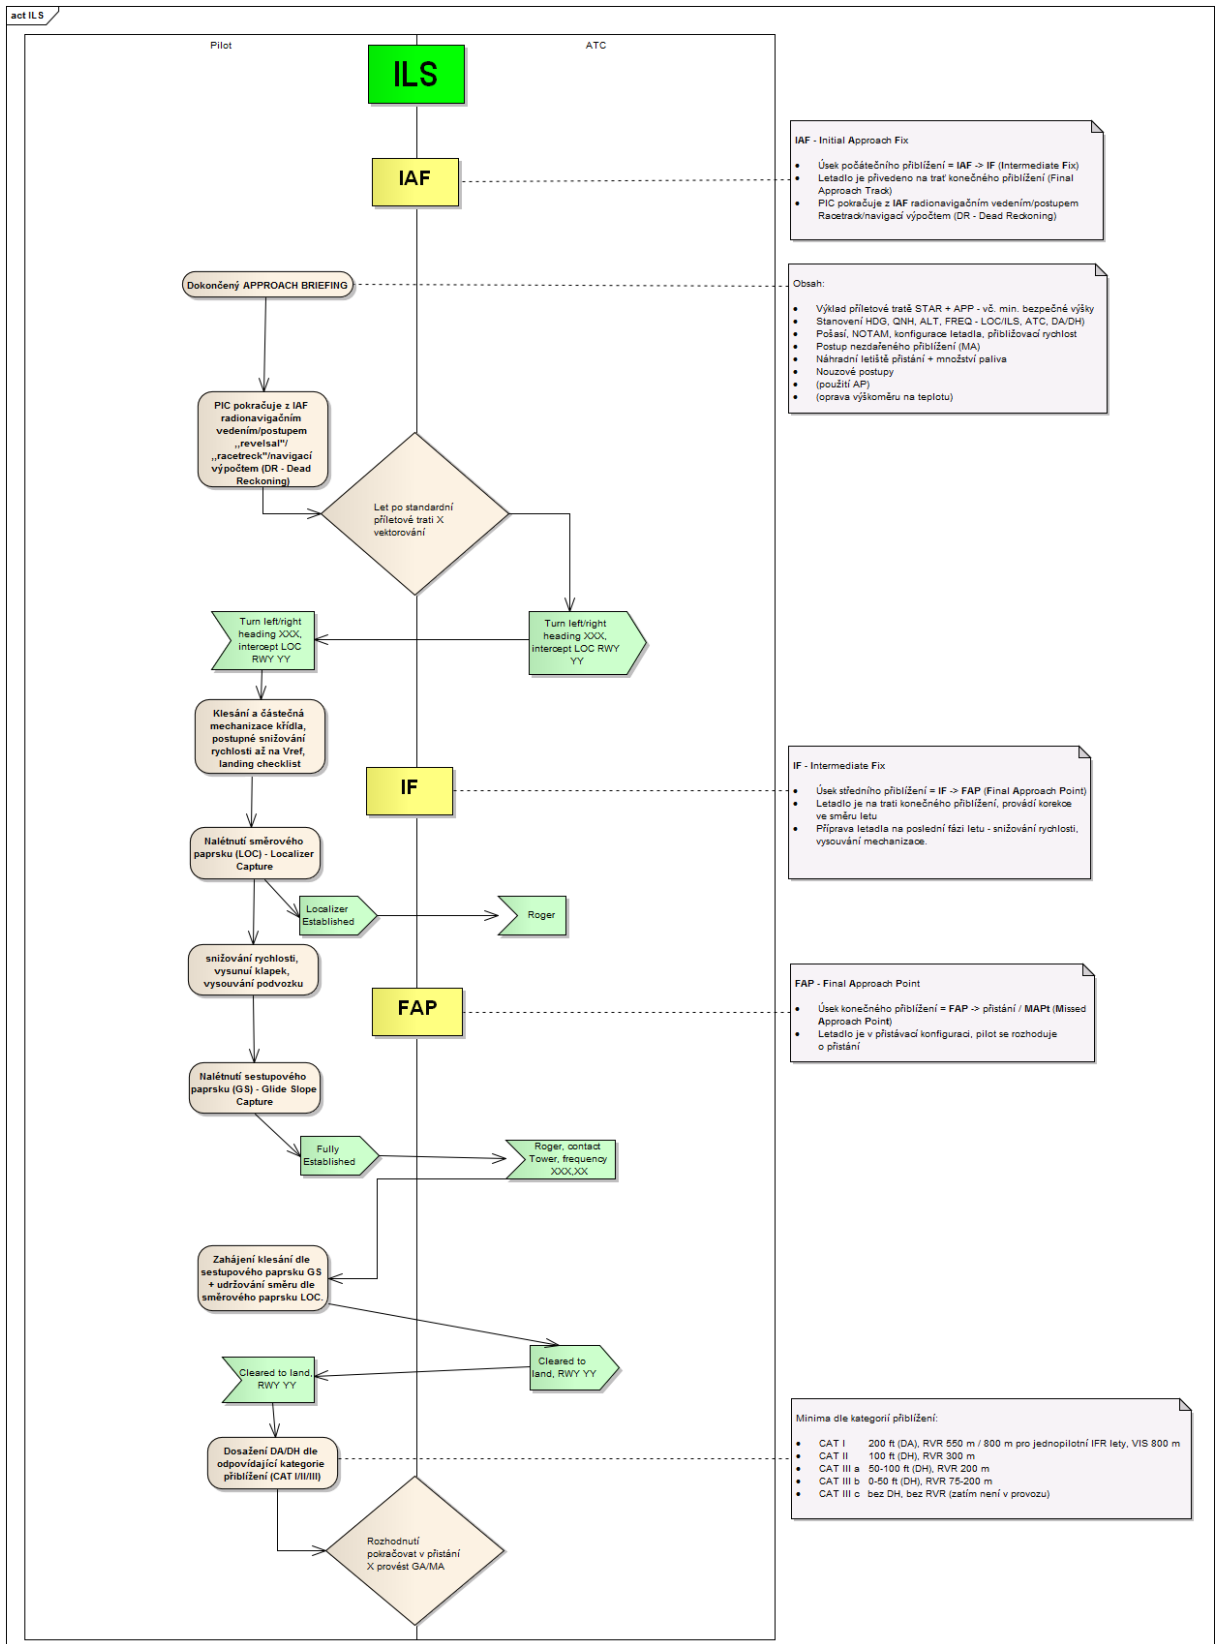 act ILS
Pilot
ATC
ILS
IAF
IAF - Initial Approach Fix
• Úsek počátečního přiblížení = IAF -> IF (Intermediate Fix)
• Letadlo je přivedeno na trať konečného přiblížení (Final
Approach Track)
• PIC pokračuje z IAF radionavigačním vedením/postupem
Racetrack/navigací výpočtem (DR - Dead Reckoning)
Dokončený APPROACH BRIEFING
Obsah:
• Výklad příletové tratě STAR + APP - vč. min. bezpečné výšky
• Stanovení HDG, QNH, ALT, FREQ - LOC/ILS, ATC, DA/DH)
• Pošasí, NOTAM, konfigurace letadla, přibližovací rychlost
• Postup nezdařeného přiblížení (MA)
• Náhradní letiště přistání + množství paliva
• Nouzové postupy
• (použití AP)
• (oprava výškoměru na teplotu)
PIC pokračuje z IAF
radionavigačním
vedením/postupem
,,revelsal"/
,,racetreck"/navigací
výpočtem (DR - Dead
Reckoning)
Let po standardní
příletové trati X
vektorování
Turn left/right
heading XXX,
intercept LOC
RWY YY
Turn left/right
heading XXX,
intercept LOC RWY
YY
Klesání a částečná
mechanizace křídla,
postupné snižování
rychlosti až na Vref,
landing checklist
IF
IF - Intermediate Fix
• Úsek středního přiblížení = IF -> FAP (Final Approach Point)
• Letadlo je na trati konečného přiblížení, provádí korekce
ve směru letu
• Příprava letadla na poslední fázi letu - snižování rychlosti,
vysouvání mechanizace.
Nalétnutí směrového
paprsku (LOC) - Localizer
Capture
Localizer
Established
Roger
snižování rychlosti,
vysunuí klapek,
vysouvání podvozku
FAP
FAP - Final Approach Point
• Úsek konečného přiblížení = FAP -> přistání / MAPt (Missed
Approach Point)
• Letadlo je v přistávací konfiguraci, pilot se rozhoduje
o přistání
Nalétnutí sestupového
paprsku (GS) - Glide Slope
Capture
Fully
Established
Roger, contact
Tower, frequency
XXX,XX
Zahájení klesání dle
sestupového paprsku GS
+ udržování směru dle
směrového paprsku LOC.
Cleared to
land, RWY YY
Cleared to land,
RWY YY
Dosažení DA/DH dle
odpovídající kategorie
přiblížení (CAT I/II/III)
Minima dle kategorií přiblížení:
• CAT I 200 ft (DA), RVR 550 m / 800 m pro jednopilotní IFR lety, VIS 800 m
• CAT II 100 ft (DH), RVR 300 m
• CAT III a 50-100 ft (DH), RVR 200 m
• CAT III b 0-50 ft (DH), RVR 75-200 m
• CAT III c bez DH, bez RVR (zatím není v provozu)
Rozhodnutí
pokračovat v přistání
X provést GA/MA